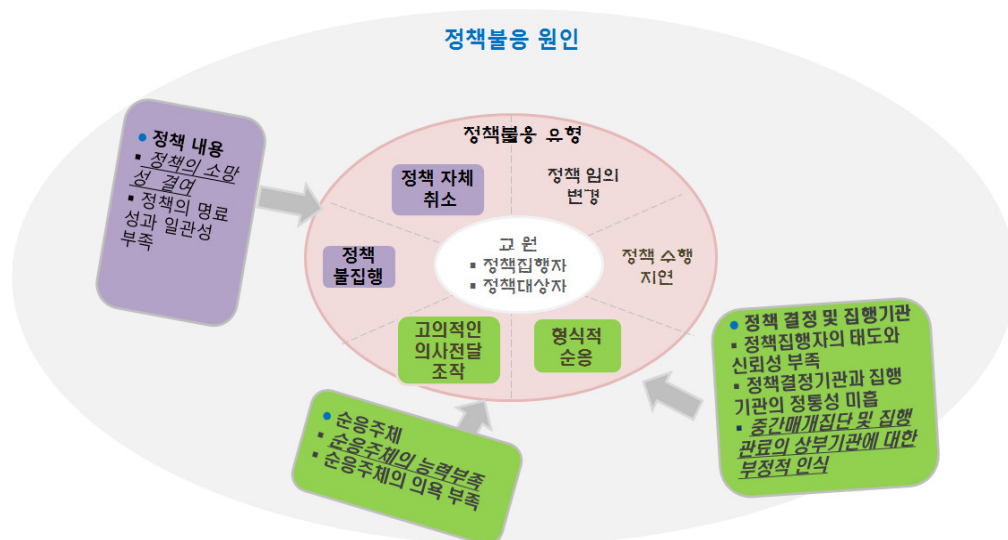 정책불응 원인
● 정책 내용
▪ 정책의 소망
성 결여
▪ 정책의 명료
성과 일관성
부족
정책불응 유형
정책 자체
취소
정책 임의
변경
정책
불집행
교 원
▪ 정책집행자
▪ 정책대상자
정책 수행
지연
고의적인
의사전달
조작
형식적
순응
● 순응주체
▪ 순응주체의 능력부족
▪ 순응주체의 의욕 부족
● 정책 결정 및 집행기관
▪ 정책집행자의 태도와
신뢰성 부족
▪ 정책결정기관과 집행
기관의 정통성 미흡
▪ 중간매개집단 및 집행
관료의 상부기관에 대한
부정적 인식